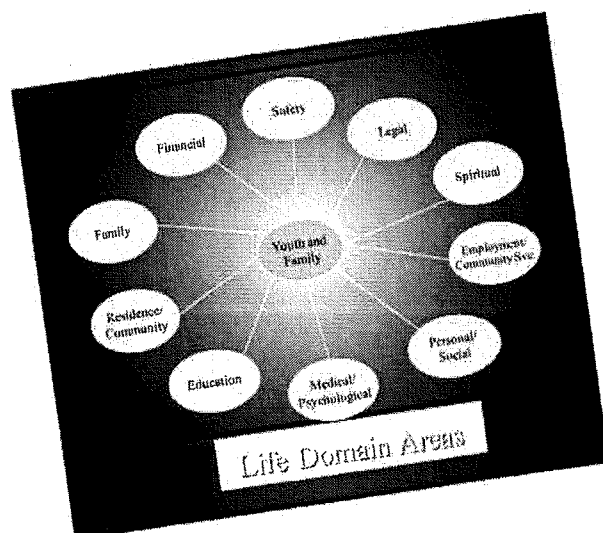 Safety
Financial
Legal
Spiritual
Family
Youth and
Family
Employment/
Community Svc
Residence/
Community
Personal/
Social
Education
Medical/
Psychological
Life Domain Areas